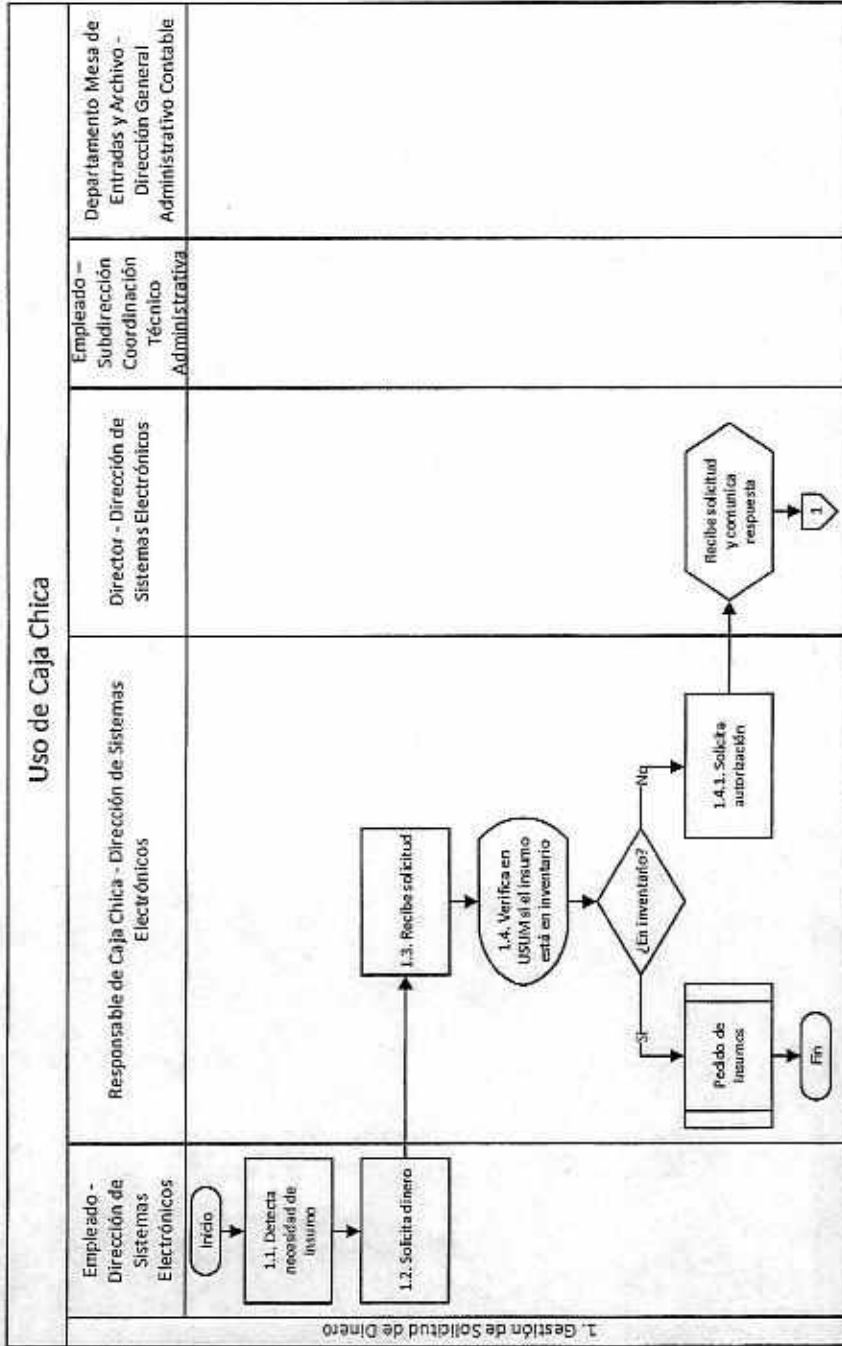 Uso de Caja Chica
Empleado -
Dirección de
Sistemas
Electrónicos
Responsable de Caja Chica - Dirección de Sistemas
Electrónicos
Director - Dirección de
Sistemas Electrónicos
Empleado —
Subdirección
Coordinación
Técnico
Administrativa
Departamento Mesa de
Entradas y Archivo -
Dirección General
Administrativo Contable
1. Gestión de Solicitud de Dinero
Inicio
1.1. Detecta
necesidad de
insumo
1.2. Solicita dinero
1.3. Recibe solicitud
1.4. Verifica en
USUM si el insumo
está en inventario
¿En inventario?
Si
No
Pedido de
Insumos
Fin
1.4.1. Solicita
autorización
Recibe solicitud
y comunica
respuesta
1